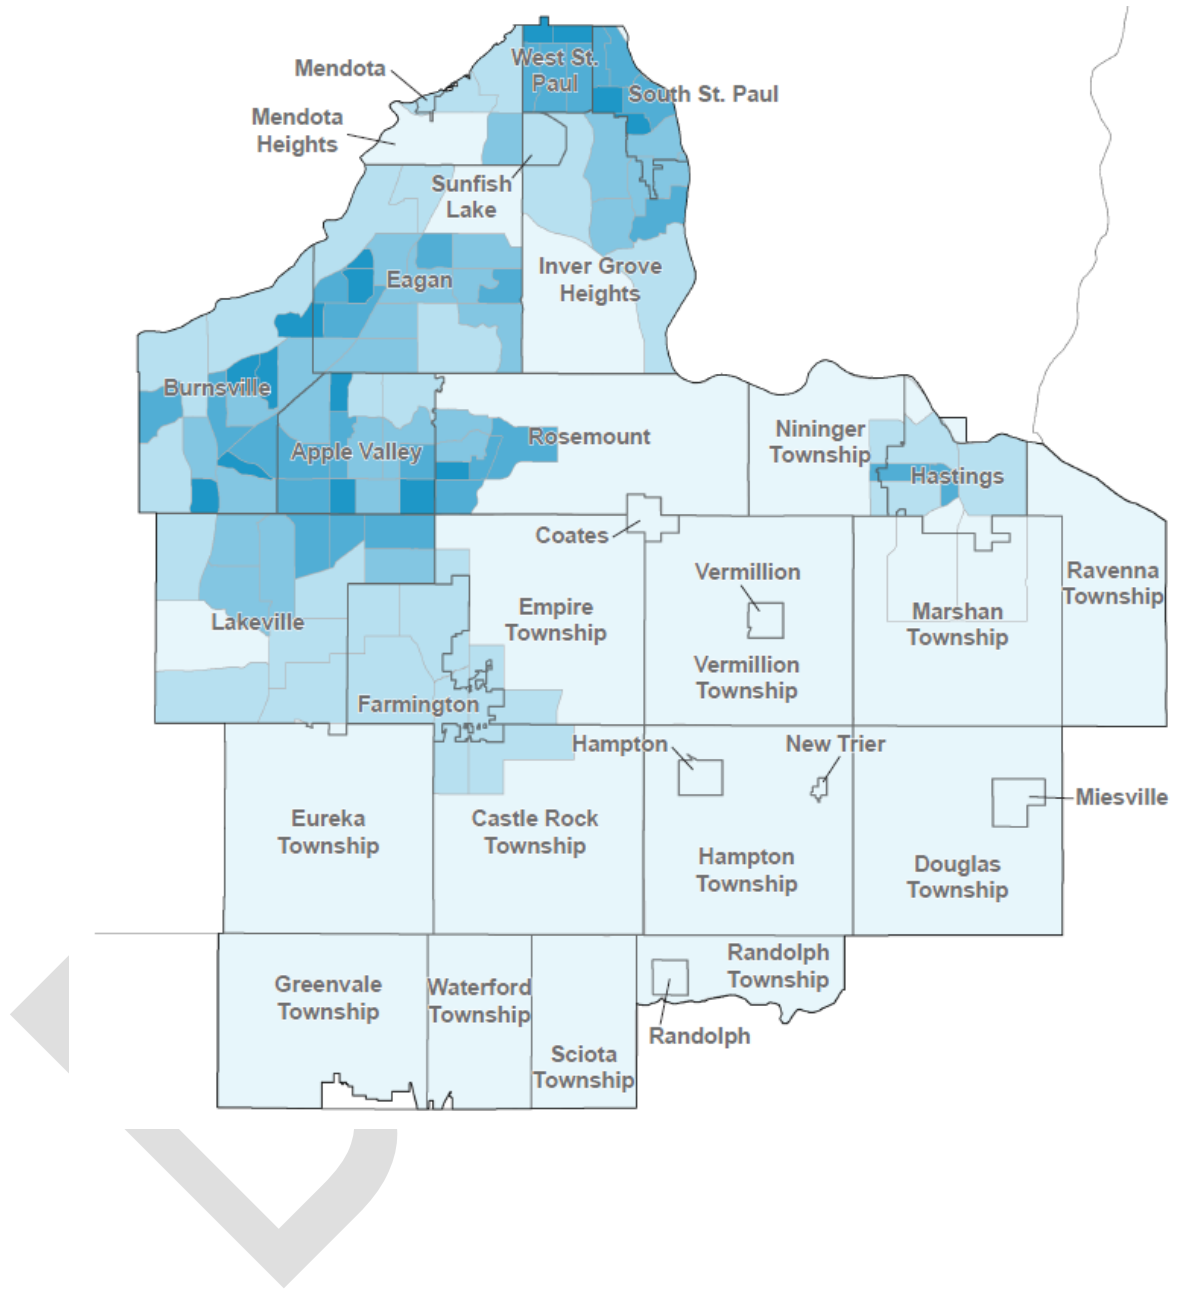 West St.
Paul
Mendota
South St. Paul
Mendota
Heights
Sunfish
Lake
Inver Grove
Heights
Eagan
Burnsville
Apple Valley
Rosemount
Nininger
Township
Hastings
Coates
Vermillion
Ravenna
Township
Empire
Township
Marshan
Township
Lakeville
Vermillion
Township
Farmington
Hampton
New Trier
Miesville
Eureka
Township
Castle Rock
Township
Hampton
Township
Douglas
Township
Randolph
Township
Greenvale
Township
Waterford
Township
Randolph
Sciota
Township